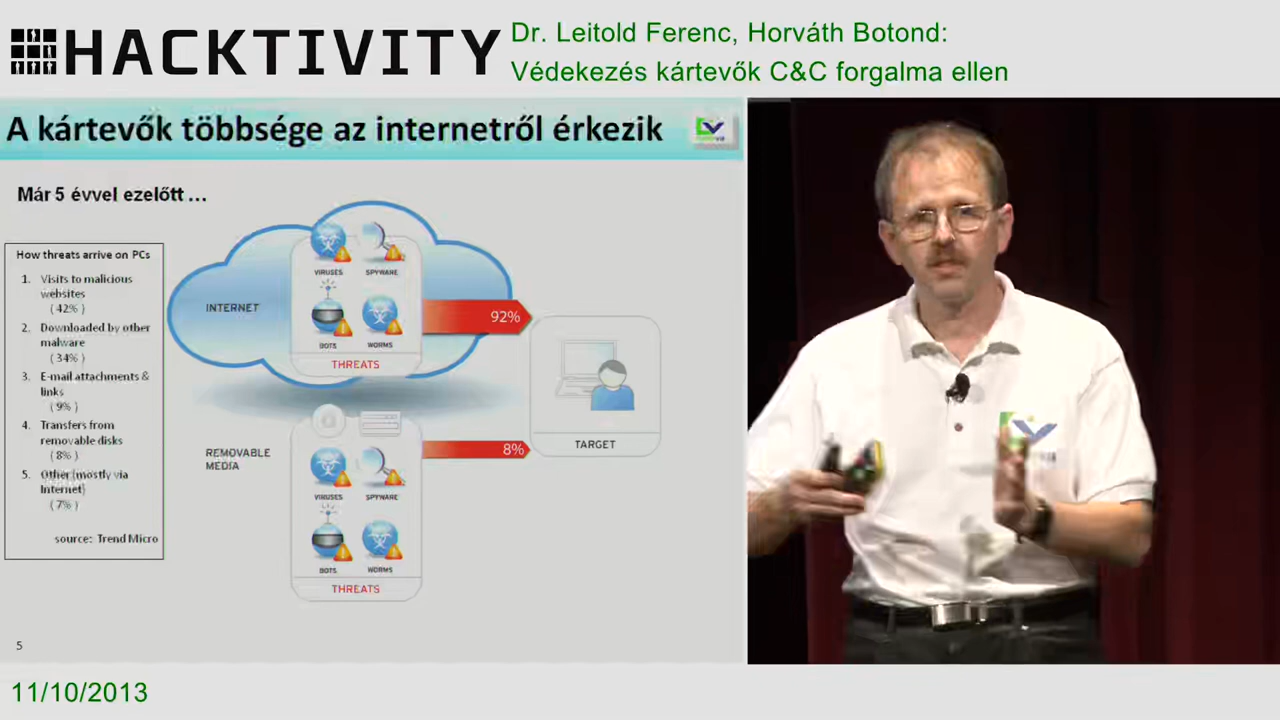 HACKTIVITY
Dr. Leitold Ferenc, Horváth Botond:
Védekezés kártevők C&C forgalma ellen
A kártevők többsége az internetről érkezik
Már 5 évvel ezelőtt ...
How threats arrive on PCs
1. Visits to malicious
websites
( 42% )
2. Downloaded by other
malware
( 34% )
3. E-mail attachments &
links
( 9% )
4. Transfers from
removable disks
( 8% )
5. Other (mostly via
Internet)
( 7% )
source: Trend Micro
INTERNET
VIRUSES SPYWARE
BOTS WORMS
THREATS
92%
TARGET
REMOVABLE
MEDIA
8%
VIRUSES SPYWARE
BOTS WORMS
THREATS
5
11/10/2013